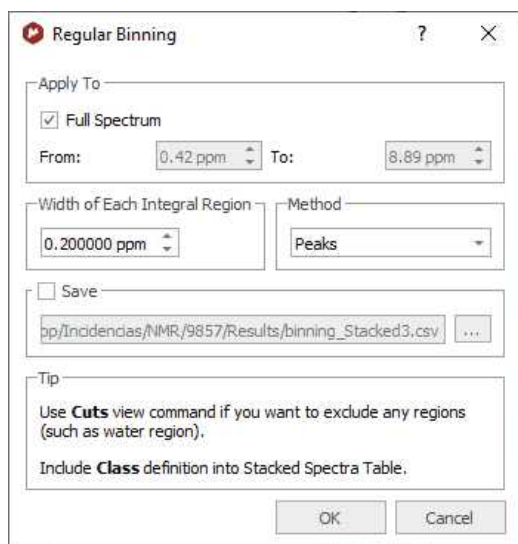 Regular Binning
?
Apply To
Full Spectrum
From:
0.42 ppm
To:
8.89 ppm
Width of Each Integral Region
Method
0.200000 ppm
Peaks
Save
op/Incidencias/NMR/9857/Results/binning_Stacked3.csv
...
Tip
Use Cuts view command if you want to exclude any regions
(such as water region).
Include Class definition into Stacked Spectra Table.
OK
Cancel